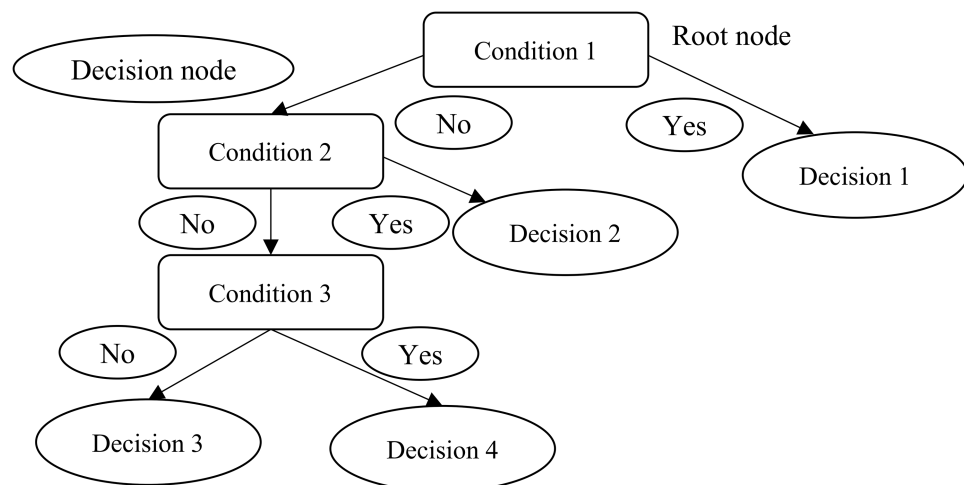 Root node
Condition 1
Decision node
No
Yes
Condition 2
Decision 1
No
Yes
Decision 2
Condition 3
No
Yes
Decision 3
Decision 4